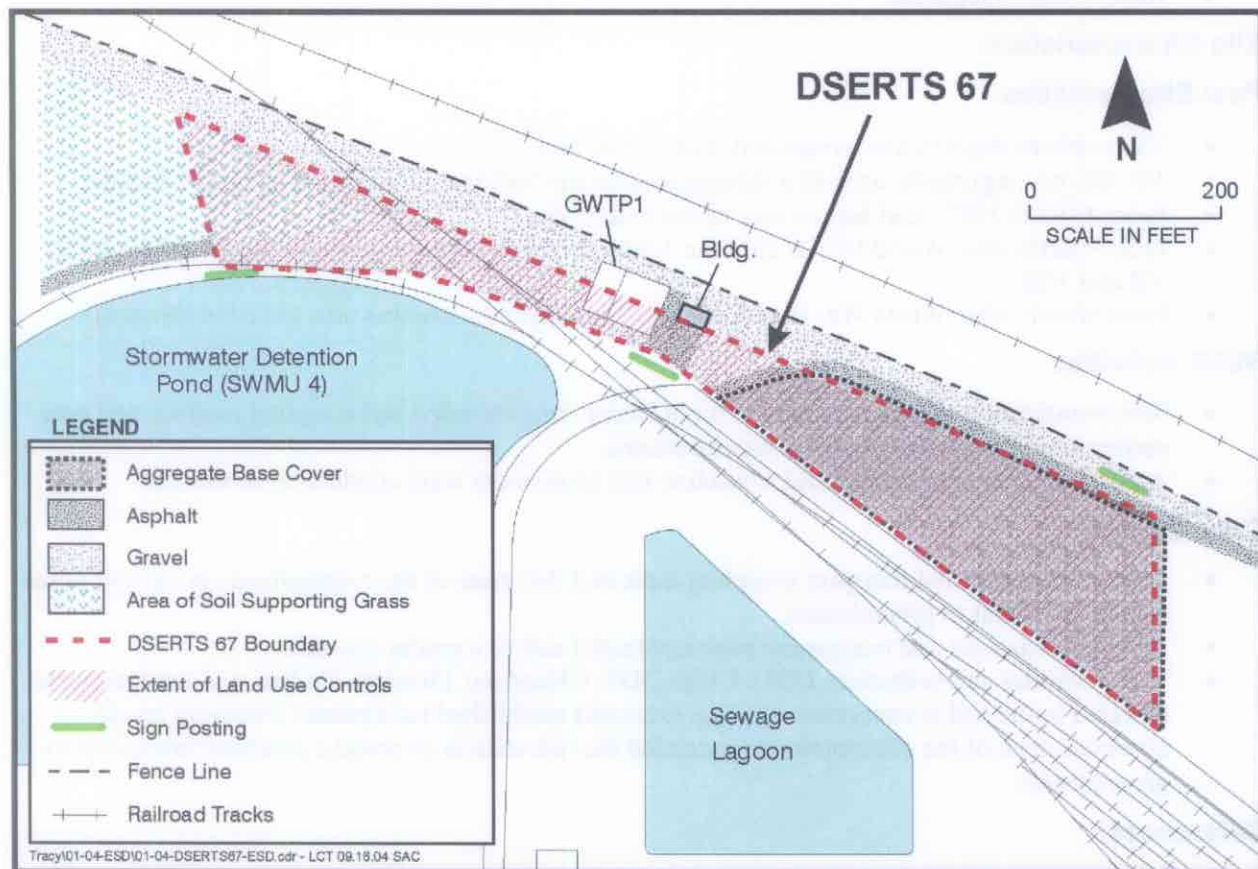 DSERTS 67
N
0
200
SCALE IN FEET
GWTP1
Bldg.
Stormwater Detention
Pond (SWMU 4)
Sewage
Lagoon
LEGEND
Aggregate Base Cover
Asphalt
Gravel
Area of Soil Supporting Grass
DSERTS 67 Boundary
Extent of Land Use Controls
Sign Posting
Fence Line
Railroad Tracks
Tracy\01-04-ESD\01-04-DSERTS67-ESD.cdr - LCT 09.16.04 SAC